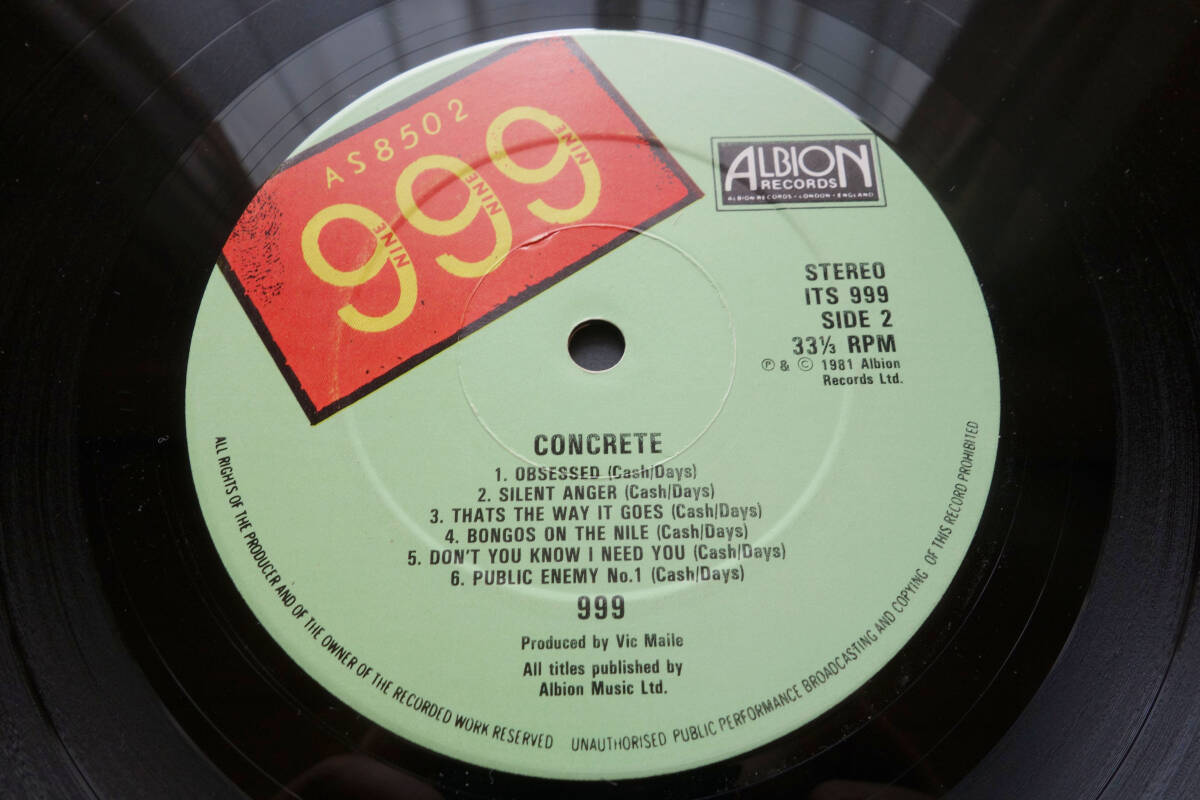 AS8502
999
NINE NINE NINE
ALBION
RECORDS
ALBION RECORDS · LONDON · ENGLAND
STEREO
ITS 999
SIDE 2
33⅓ RPM
℗ & © 1981 Albion
Records Ltd.
CONCRETE
1. OBSESSED (Cash/Days)
2. SILENT ANGER (Cash/Days)
3. THATS THE WAY IT GOES (Cash/Days)
4. BONGOS ON THE NILE (Cash/Days)
5. DON'T YOU KNOW I NEED YOU (Cash/Days)
6. PUBLIC ENEMY No.1 (Cash/Days)
999
Produced by Vic Maile
All titles published by
Albion Music Ltd.
ALL RIGHTS OF THE PRODUCER AND OF THE OWNER OF THE RECORDED WORK RESERVED UNAUTHORISED PUBLIC PERFORMANCE BROADCASTING AND COPYING OF THIS RECORD PROHIBITED